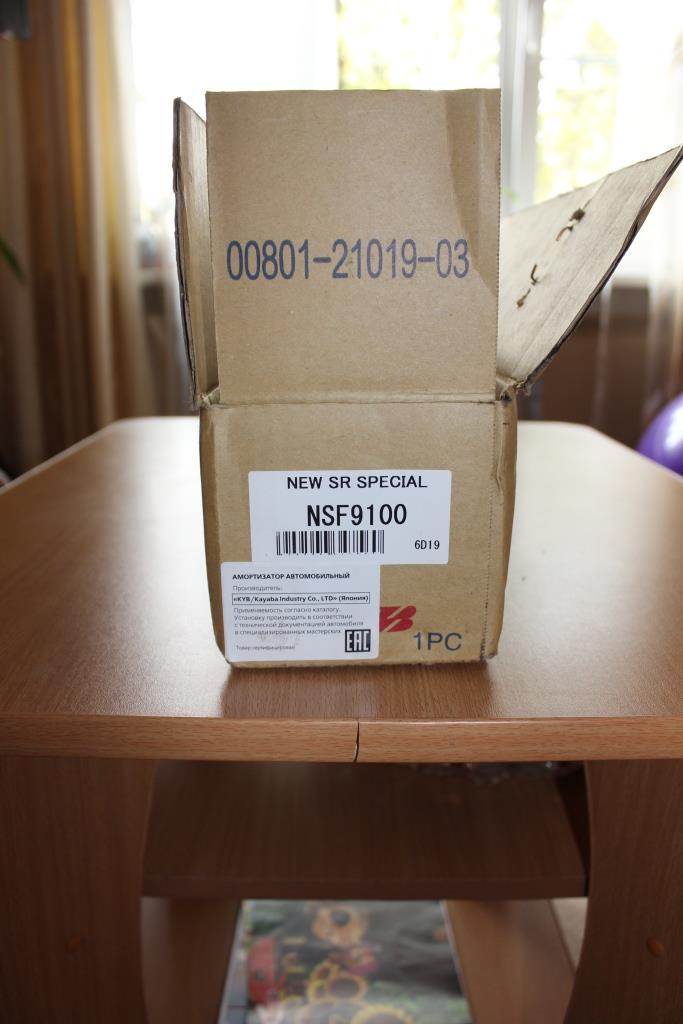 00801-21019-03
NEW SR SPECIAL
NSF9100
6D19
АМОРТИЗАТОР АВТОМОБИЛЬНЫЙ
Производитель:
«KYB/Kayaba Industry Co., LTD» (Япония)
Применяемость согласно каталогу.
Установку производить в соответствии
с технической документацией автомобиля
в специализированных мастерских
Товар сертифицирован
EAC
B
1PC